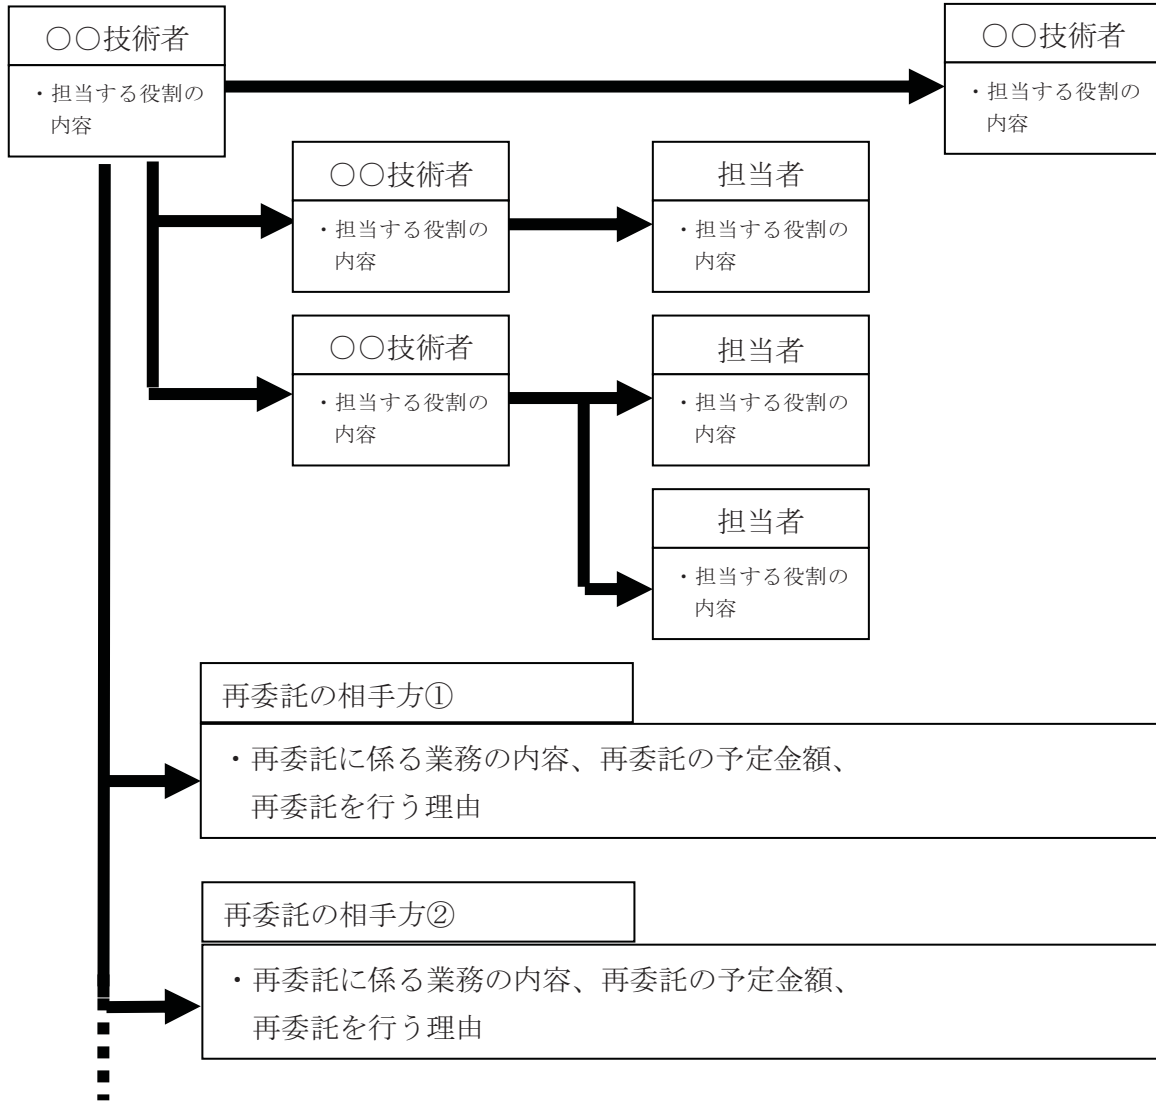 ○○技術者
・担当する役割の
内容
○○技術者
・担当する役割の
内容
○○技術者
・担当する役割の
内容
担当者
・担当する役割の
内容
○○技術者
・担当する役割の
内容
担当者
・担当する役割の
内容
担当者
・担当する役割の
内容
再委託の相手方①
・再委託に係る業務の内容、再委託の予定金額、
再委託を行う理由
再委託の相手方②
・再委託に係る業務の内容、再委託の予定金額、
再委託を行う理由